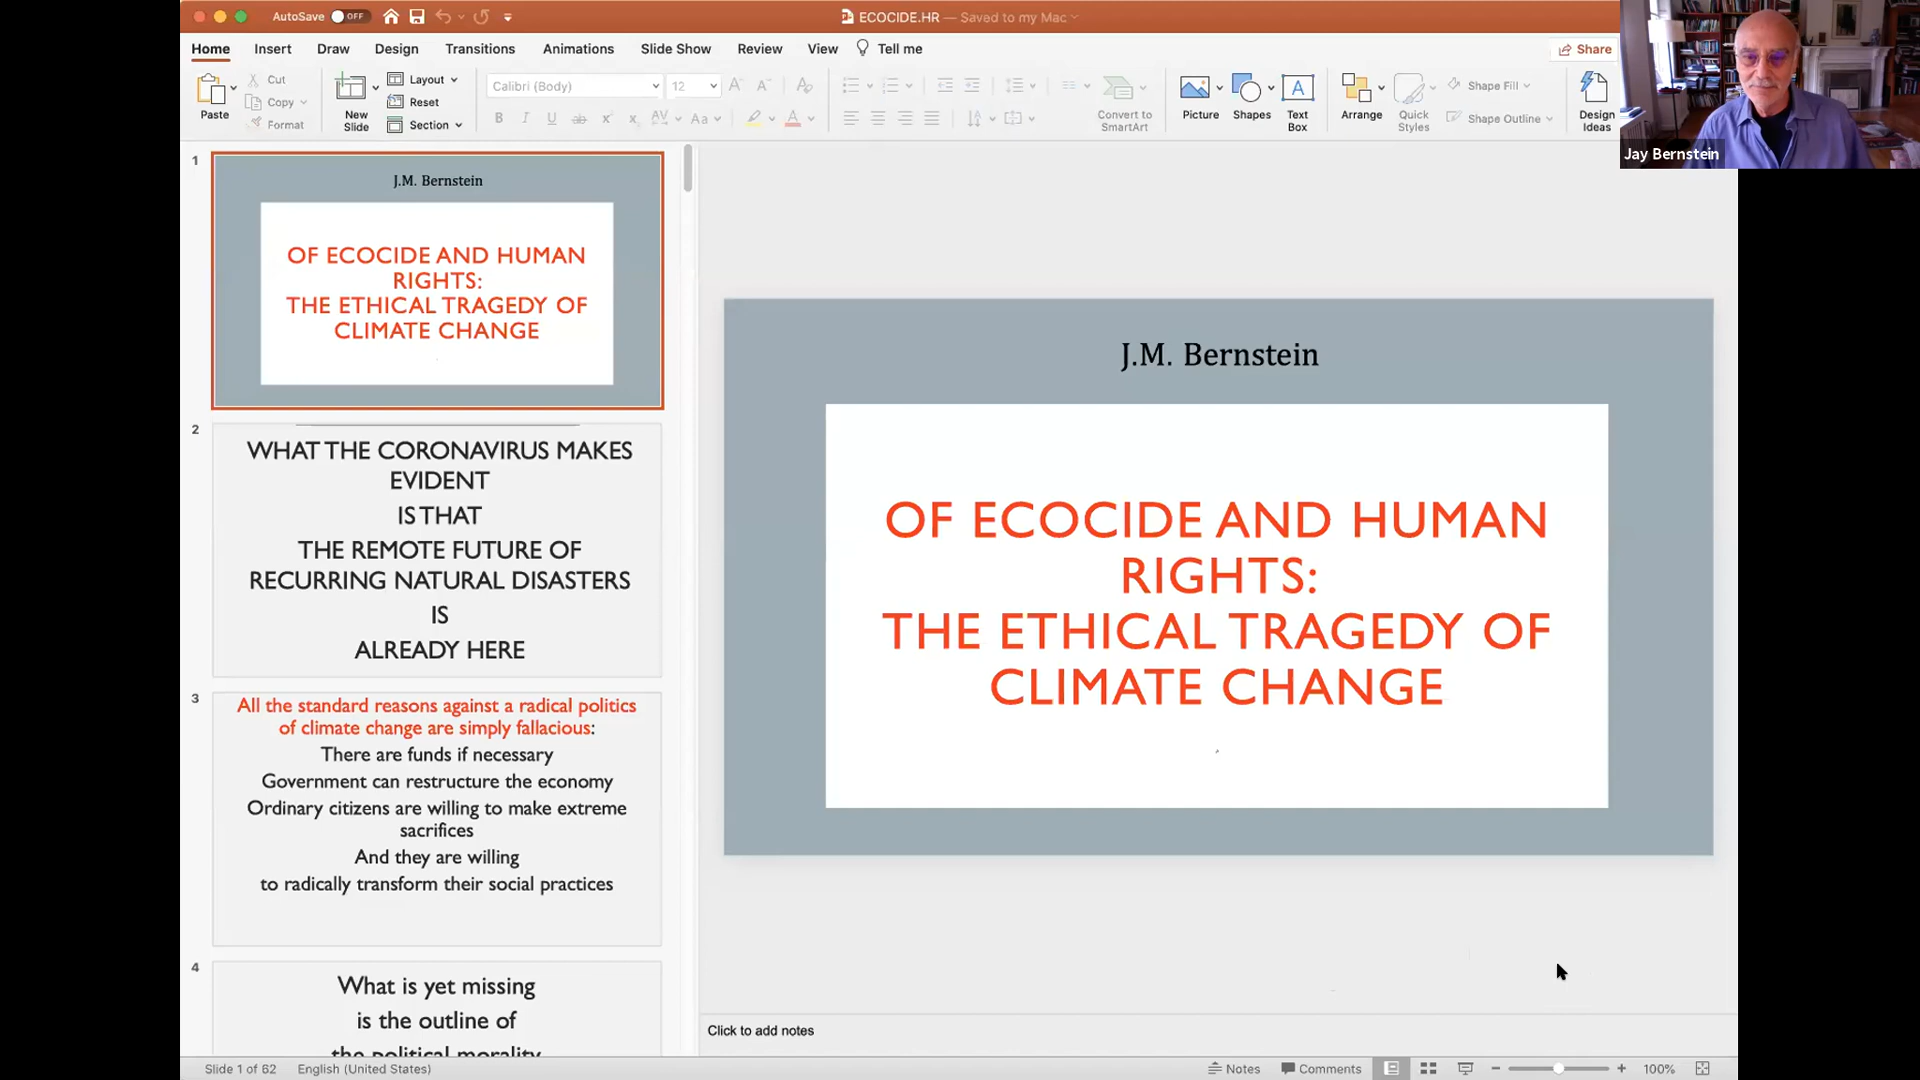 AutoSave OFF
ECOCIDE.HR — Saved to my Mac
Home Insert Draw Design Transitions Animations Slide Show Review View Tell me
Share
Paste
Cut
Copy
Format
New
Slide
Layout
Reset
Section
Calibri (Body) 12
Convert to
SmartArt
Picture
Shapes
Text
Box
Arrange
Quick
Styles
Shape Fill
Shape Outline
Design
Ideas
Jay Bernstein
1
J.M. Bernstein
OF ECOCIDE AND HUMAN
RIGHTS:
THE ETHICAL TRAGEDY OF
CLIMATE CHANGE
2
WHAT THE CORONAVIRUS MAKES
EVIDENT
IS THAT
THE REMOTE FUTURE OF
RECURRING NATURAL DISASTERS
IS
ALREADY HERE
3
All the standard reasons against a radical politics
of climate change are simply fallacious:
There are funds if necessary
Government can restructure the economy
Ordinary citizens are willing to make extreme
sacrifices
And they are willing
to radically transform their social practices
4
What is yet missing
is the outline of
the political morality
J.M. Bernstein
OF ECOCIDE AND HUMAN
RIGHTS:
THE ETHICAL TRAGEDY OF
CLIMATE CHANGE
Click to add notes
Slide 1 of 62 English (United States)
Notes Comments 100%